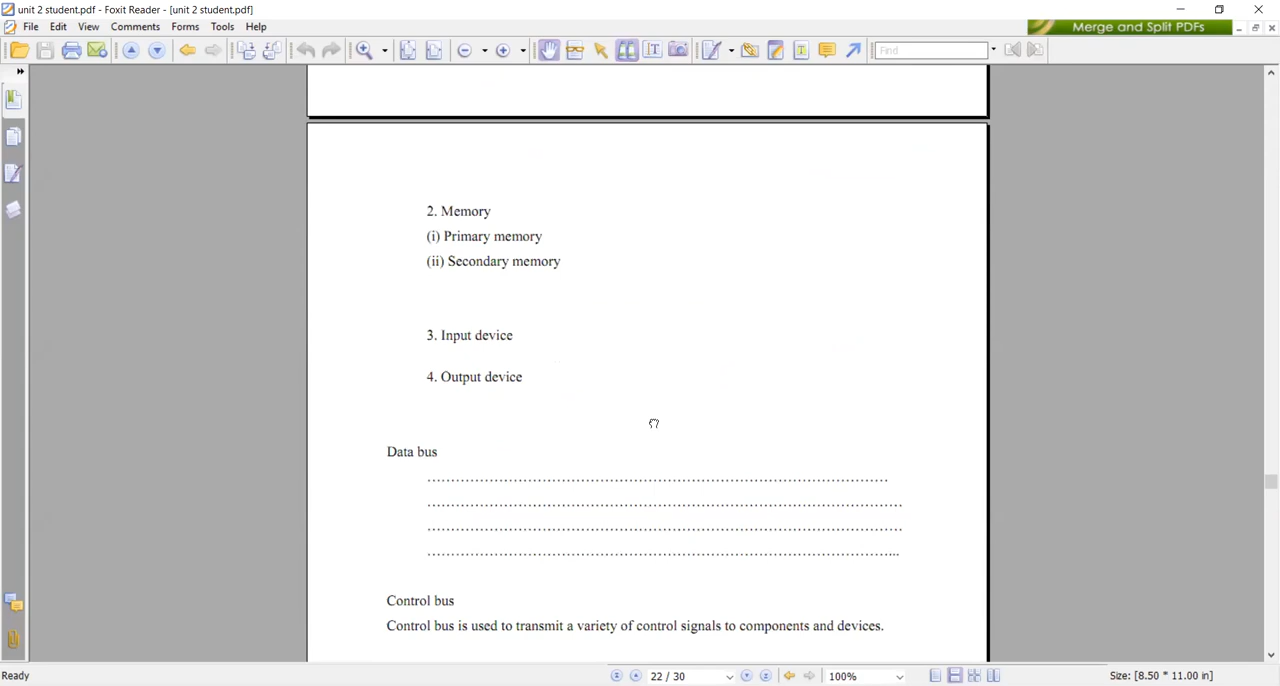 unit 2 student.pdf - Foxit Reader - [unit 2 student.pdf]
File Edit View Comments Forms Tools Help
Merge and Split PDFs
Find
2. Memory
(i) Primary memory
(ii) Secondary memory
3. Input device
4. Output device
Data bus
……………………………………………………………………………………
………………………………………………………………………………………
………………………………………………………………………………………
……………………………………………………………………………………...
Control bus
Control bus is used to transmit a variety of control signals to components and devices.
Ready
22 / 30
100%
Size: [8.50 * 11.00 in]